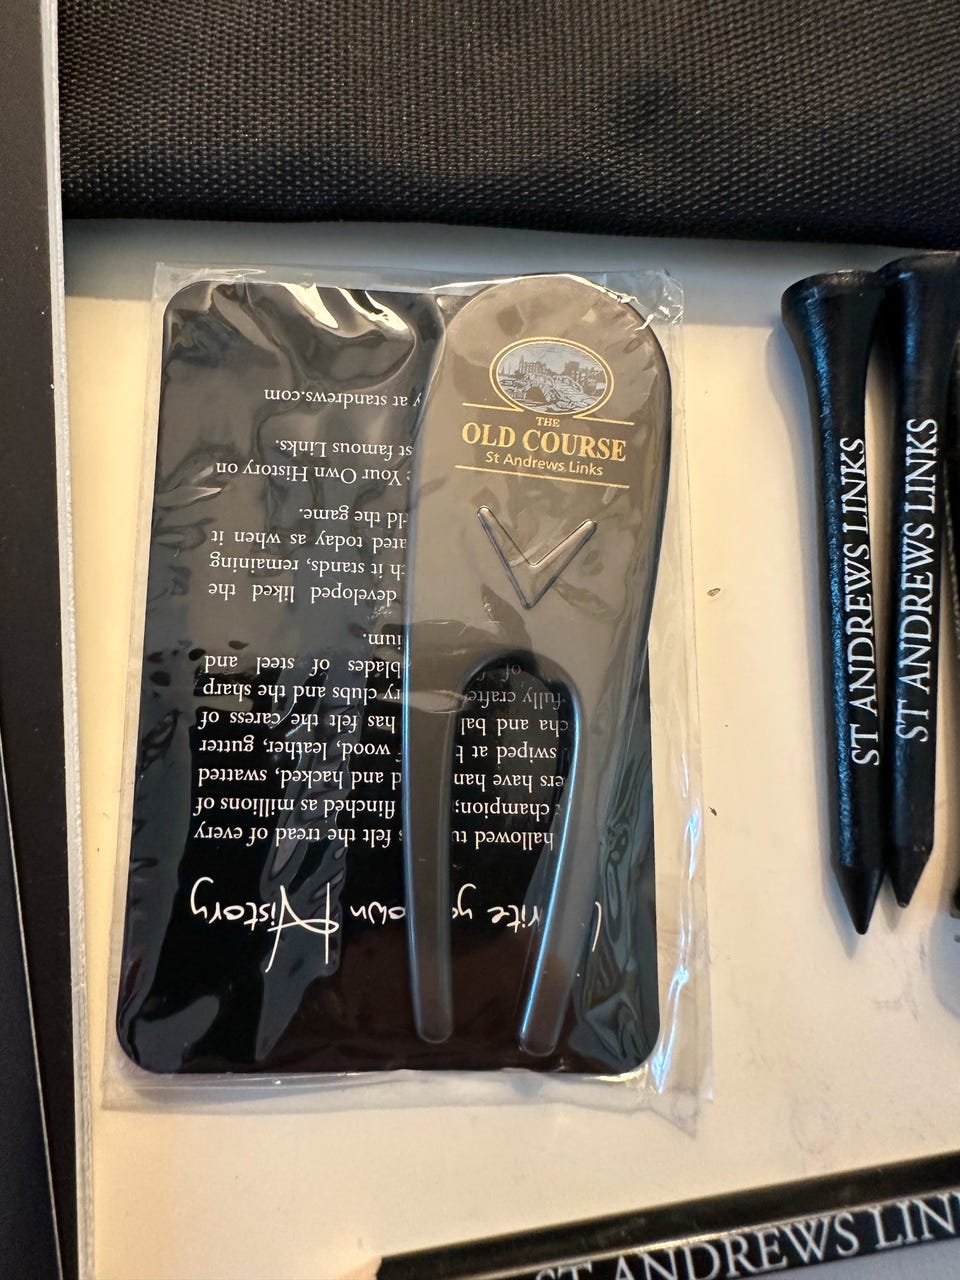 THE
OLD COURSE
St Andrews Links
own History
hallowed felt the tread of every
champion; flinched as millions of
have and hacked, swatted
swiped at wood, leather, gutter
and has felt the caress of
clubs and the sharp
of blades of steel and
developed liked the
it stands, remaining
today as when it
the game.
Your Own History on
famous Links.
at standrews.com
ST ANDREWS LINKS
ST ANDREWS LINKS
ST ANDREWS LIN